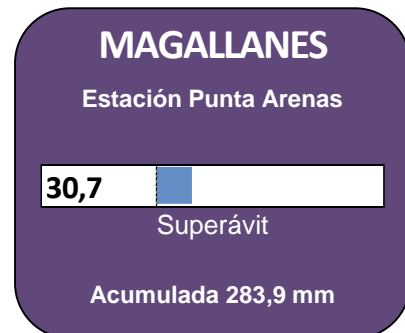 MAGALLANES
Estación Punta Arenas
30,7
Superávit
Acumulada 283,9 mm